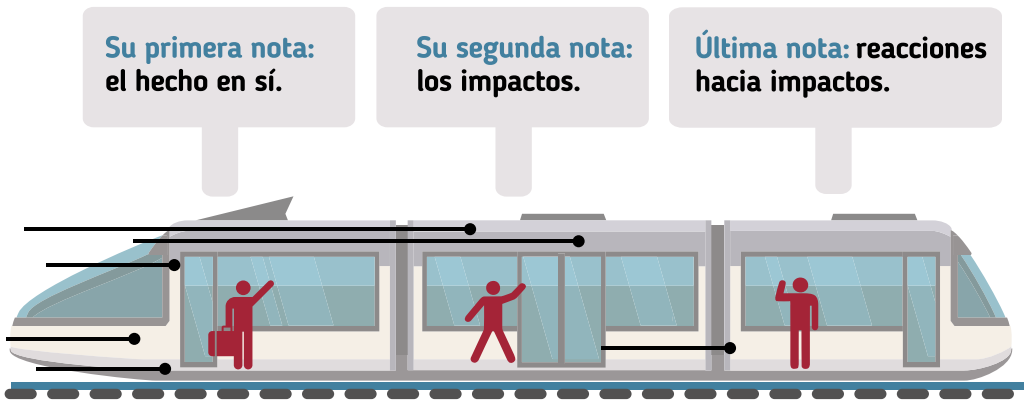 Su primera nota:
el hecho en sí.
Su segunda nota:
los impactos.
Última nota: reacciones
hacia impactos.